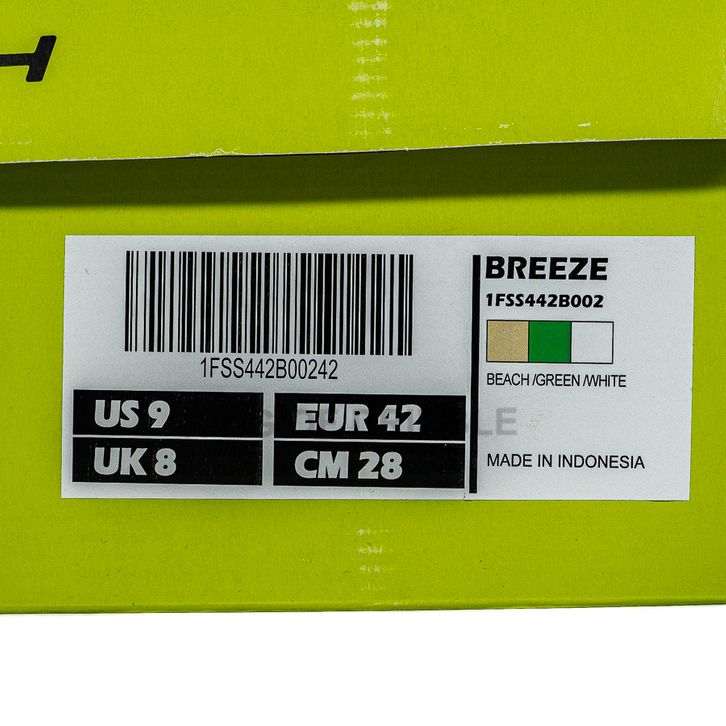 1FSS442B00242
US 9
EUR 42
UK 8
CM 28
BREEZE
1FSS442B002
BEACH /GREEN /WHITE
MADE IN INDONESIA